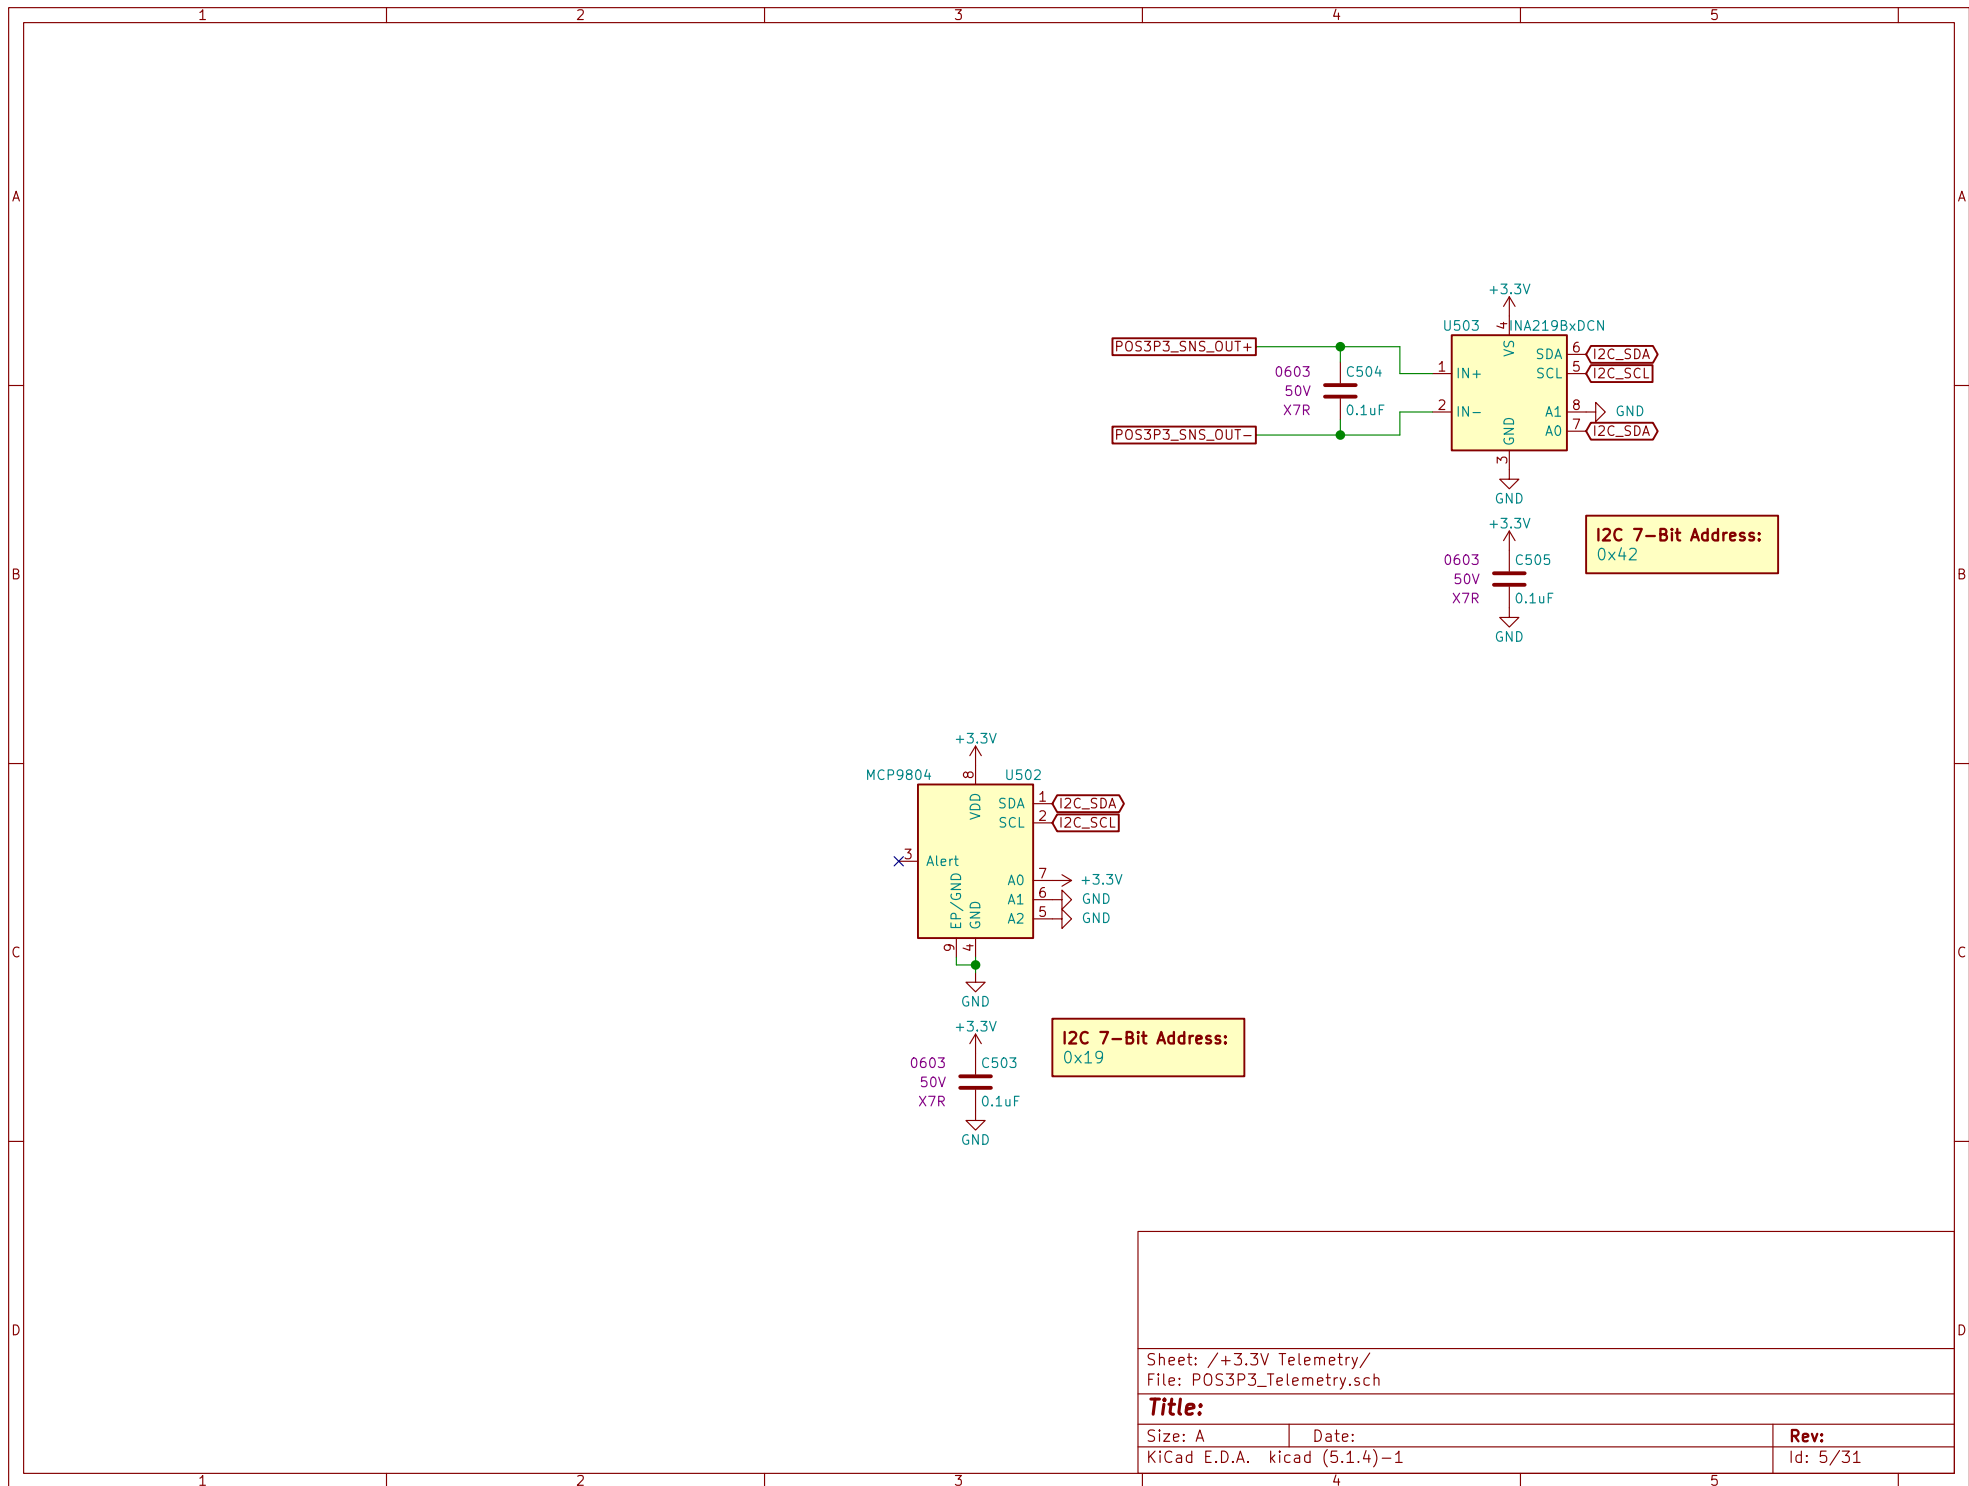 1 2 3 4 5
A A
+3.3V
U503 4 INA219BxDCN
VS
POS3P3_SNS_OUT+
SDA 6 I2C_SDA
0603 C504
1 IN+ SCL 5 I2C_SCL
50V
X7R 0.1uF
2 IN- A1 8 GND
POS3P3_SNS_OUT-
GND A0 7 I2C_SDA
3
GND
+3.3V
I2C 7-Bit Address:
0x42
0603 C505
50V
X7R 0.1uF
GND
B B
+3.3V
MCP9804 8 U502
VDD SDA 1 I2C_SDA
SCL 2 I2C_SCL
3 Alert
A0 7 +3.3V
EP/GND GND A1 6 GND
A2 5 GND
9 4
GND
C C
+3.3V
I2C 7-Bit Address:
0x19
0603 C503
50V
X7R 0.1uF
GND
D D
Sheet: /+3.3V Telemetry/
File: POS3P3_Telemetry.sch
Title:
Size: A Date: Rev:
KiCad E.D.A. kicad (5.1.4)-1 Id: 5/31
1 2 3 4 5